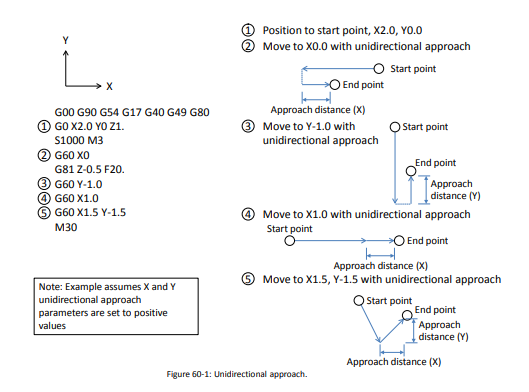 Y
X
G00 G90 G54 G17 G40 G49 G80
① G0 X2.0 Y0 Z1.
S1000 M3
② G60 X0
G81 Z-0.5 F20.
③ G60 Y-1.0
④ G60 X1.0
⑤ G60 X1.5 Y-1.5
M30
Note: Example assumes X and Y
unidirectional approach
parameters are set to positive
values
① Position to start point, X2.0, Y0.0
② Move to X0.0 with unidirectional approach
Start point
End point
Approach distance (X)
③ Move to Y-1.0 with
unidirectional approach
Start point
End point
Approach
distance (Y)
④ Move to X1.0 with unidirectional approach
Start point
End point
Approach distance (X)
⑤ Move to X1.5, Y-1.5 with unidirectional approach
Start point
End point
Approach
distance (Y)
Approach distance (X)
Figure 60-1: Unidirectional approach.